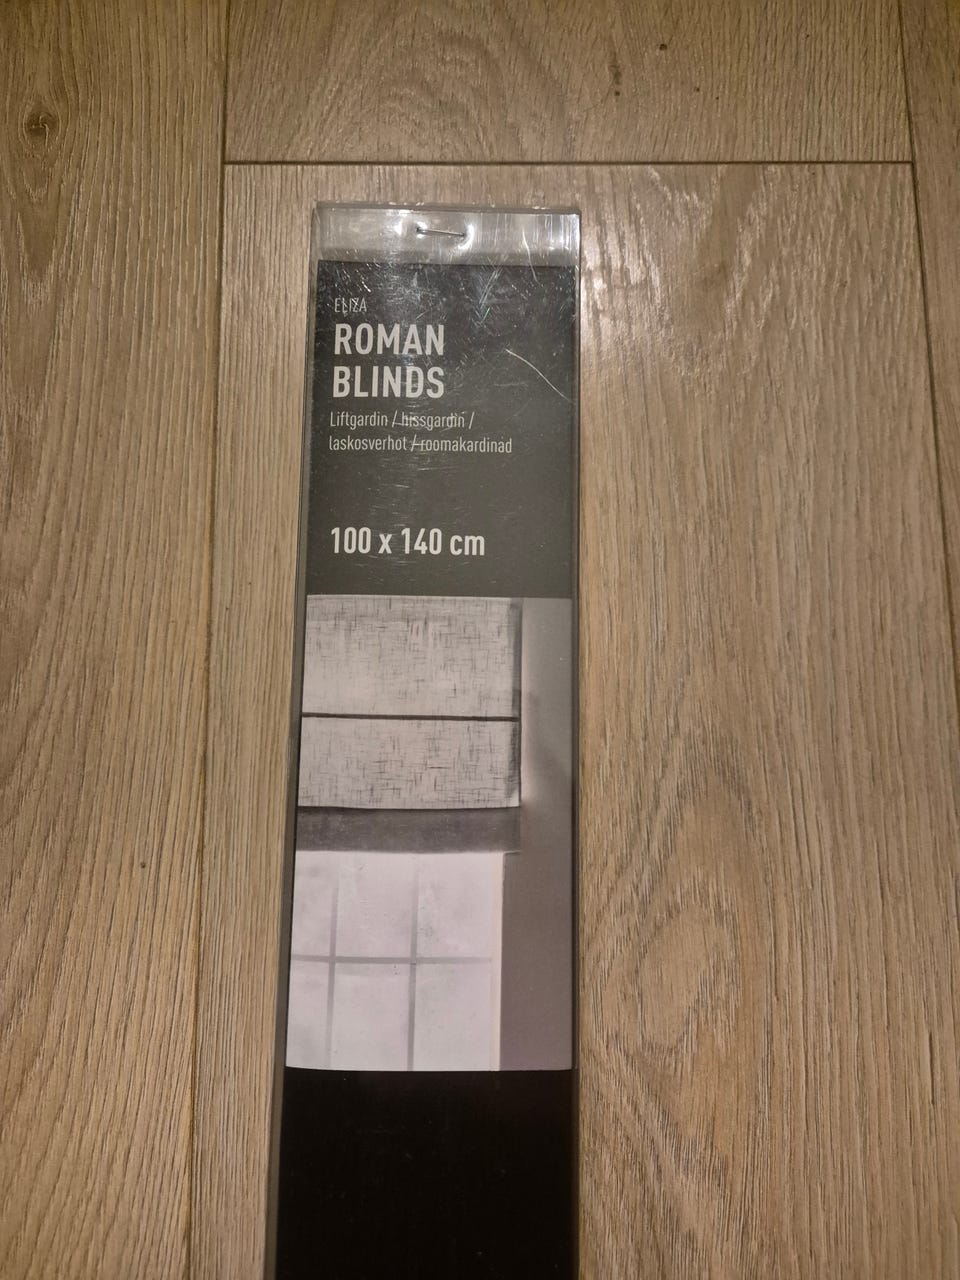 ELIZA
ROMAN
BLINDS
Liftgardin / hissgardin /
laskosverhot / roomakardinad
100 x 140 cm